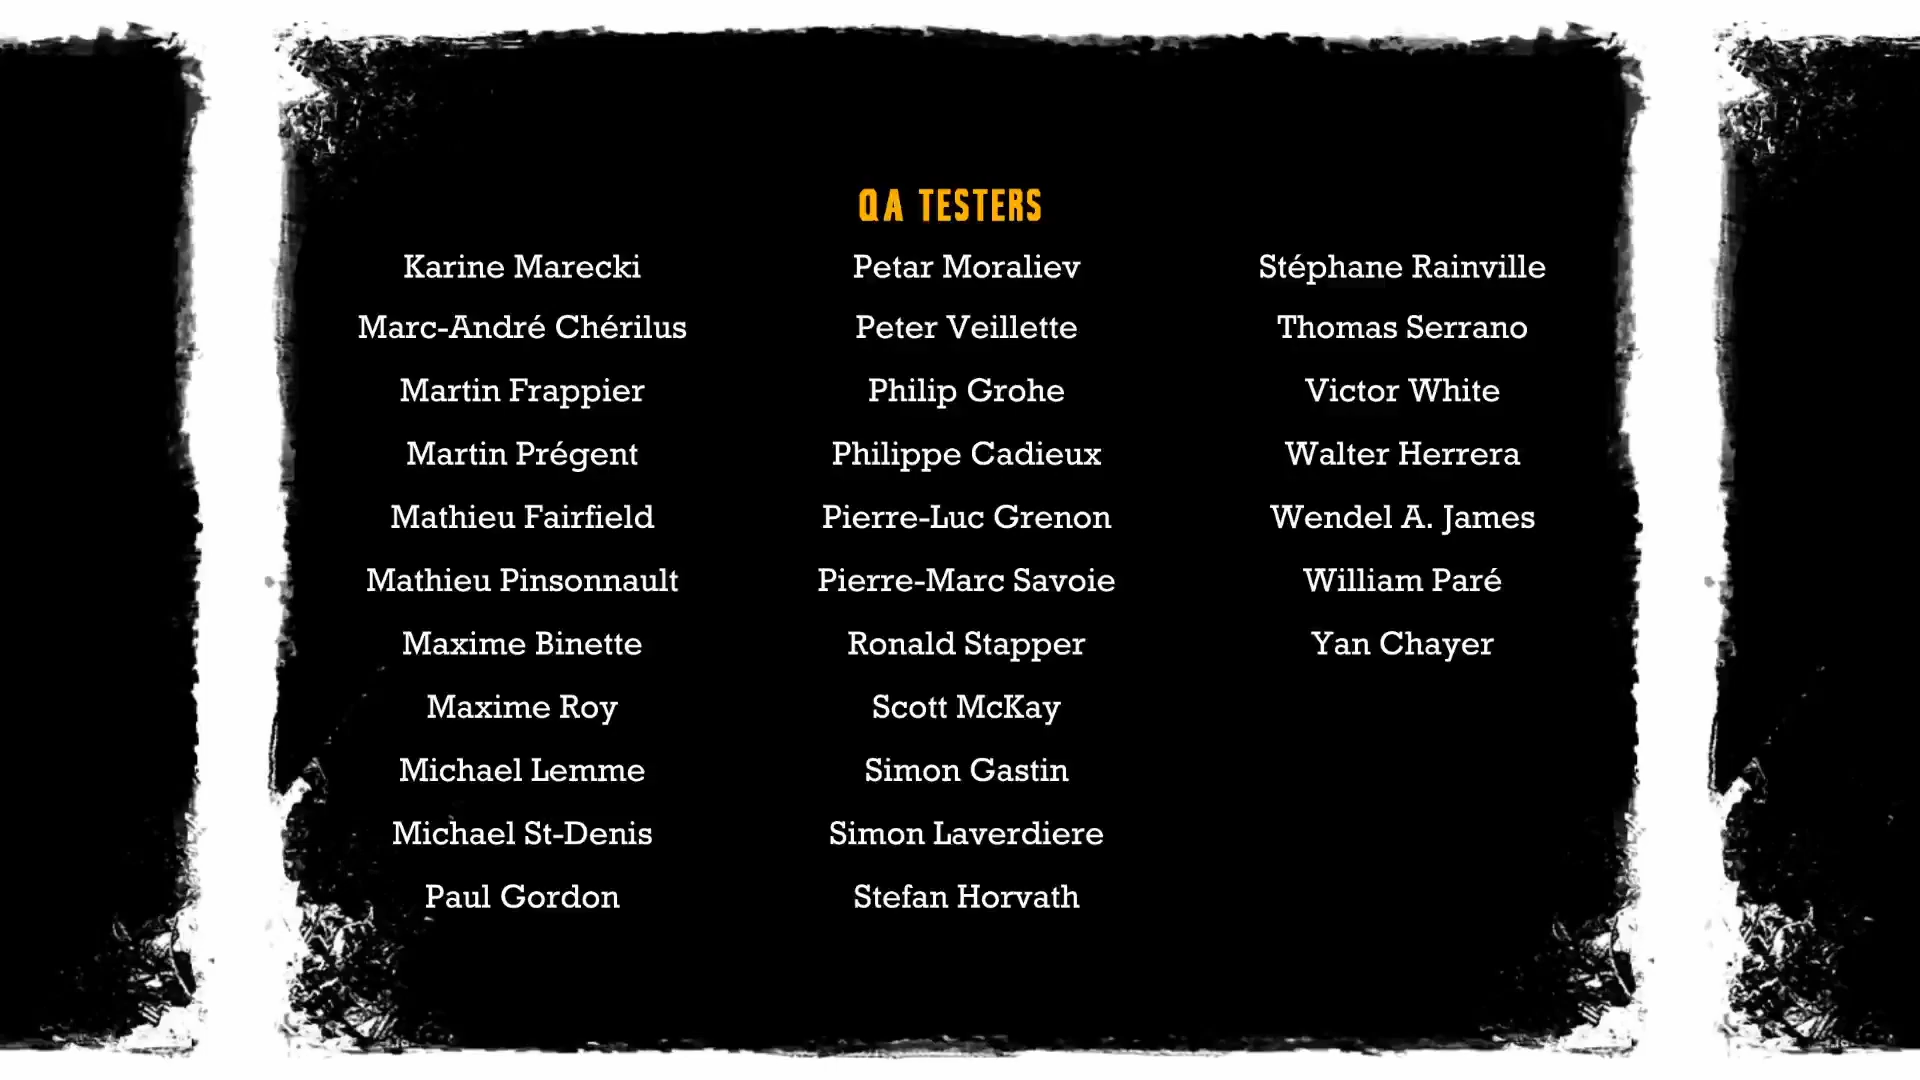 QA TESTERS
Karine Marecki
Marc-André Chérilus
Martin Frappier
Martin Prégent
Mathieu Fairfield
Mathieu Pinsonnault
Maxime Binette
Maxime Roy
Michael Lemme
Michael St-Denis
Paul Gordon
Petar Moraliev
Peter Veillette
Philip Grohe
Philippe Cadieux
Pierre-Luc Grenon
Pierre-Marc Savoie
Ronald Stapper
Scott McKay
Simon Gastin
Simon Laverdiere
Stefan Horvath
Stéphane Rainville
Thomas Serrano
Victor White
Walter Herrera
Wendel A. James
William Paré
Yan Chayer